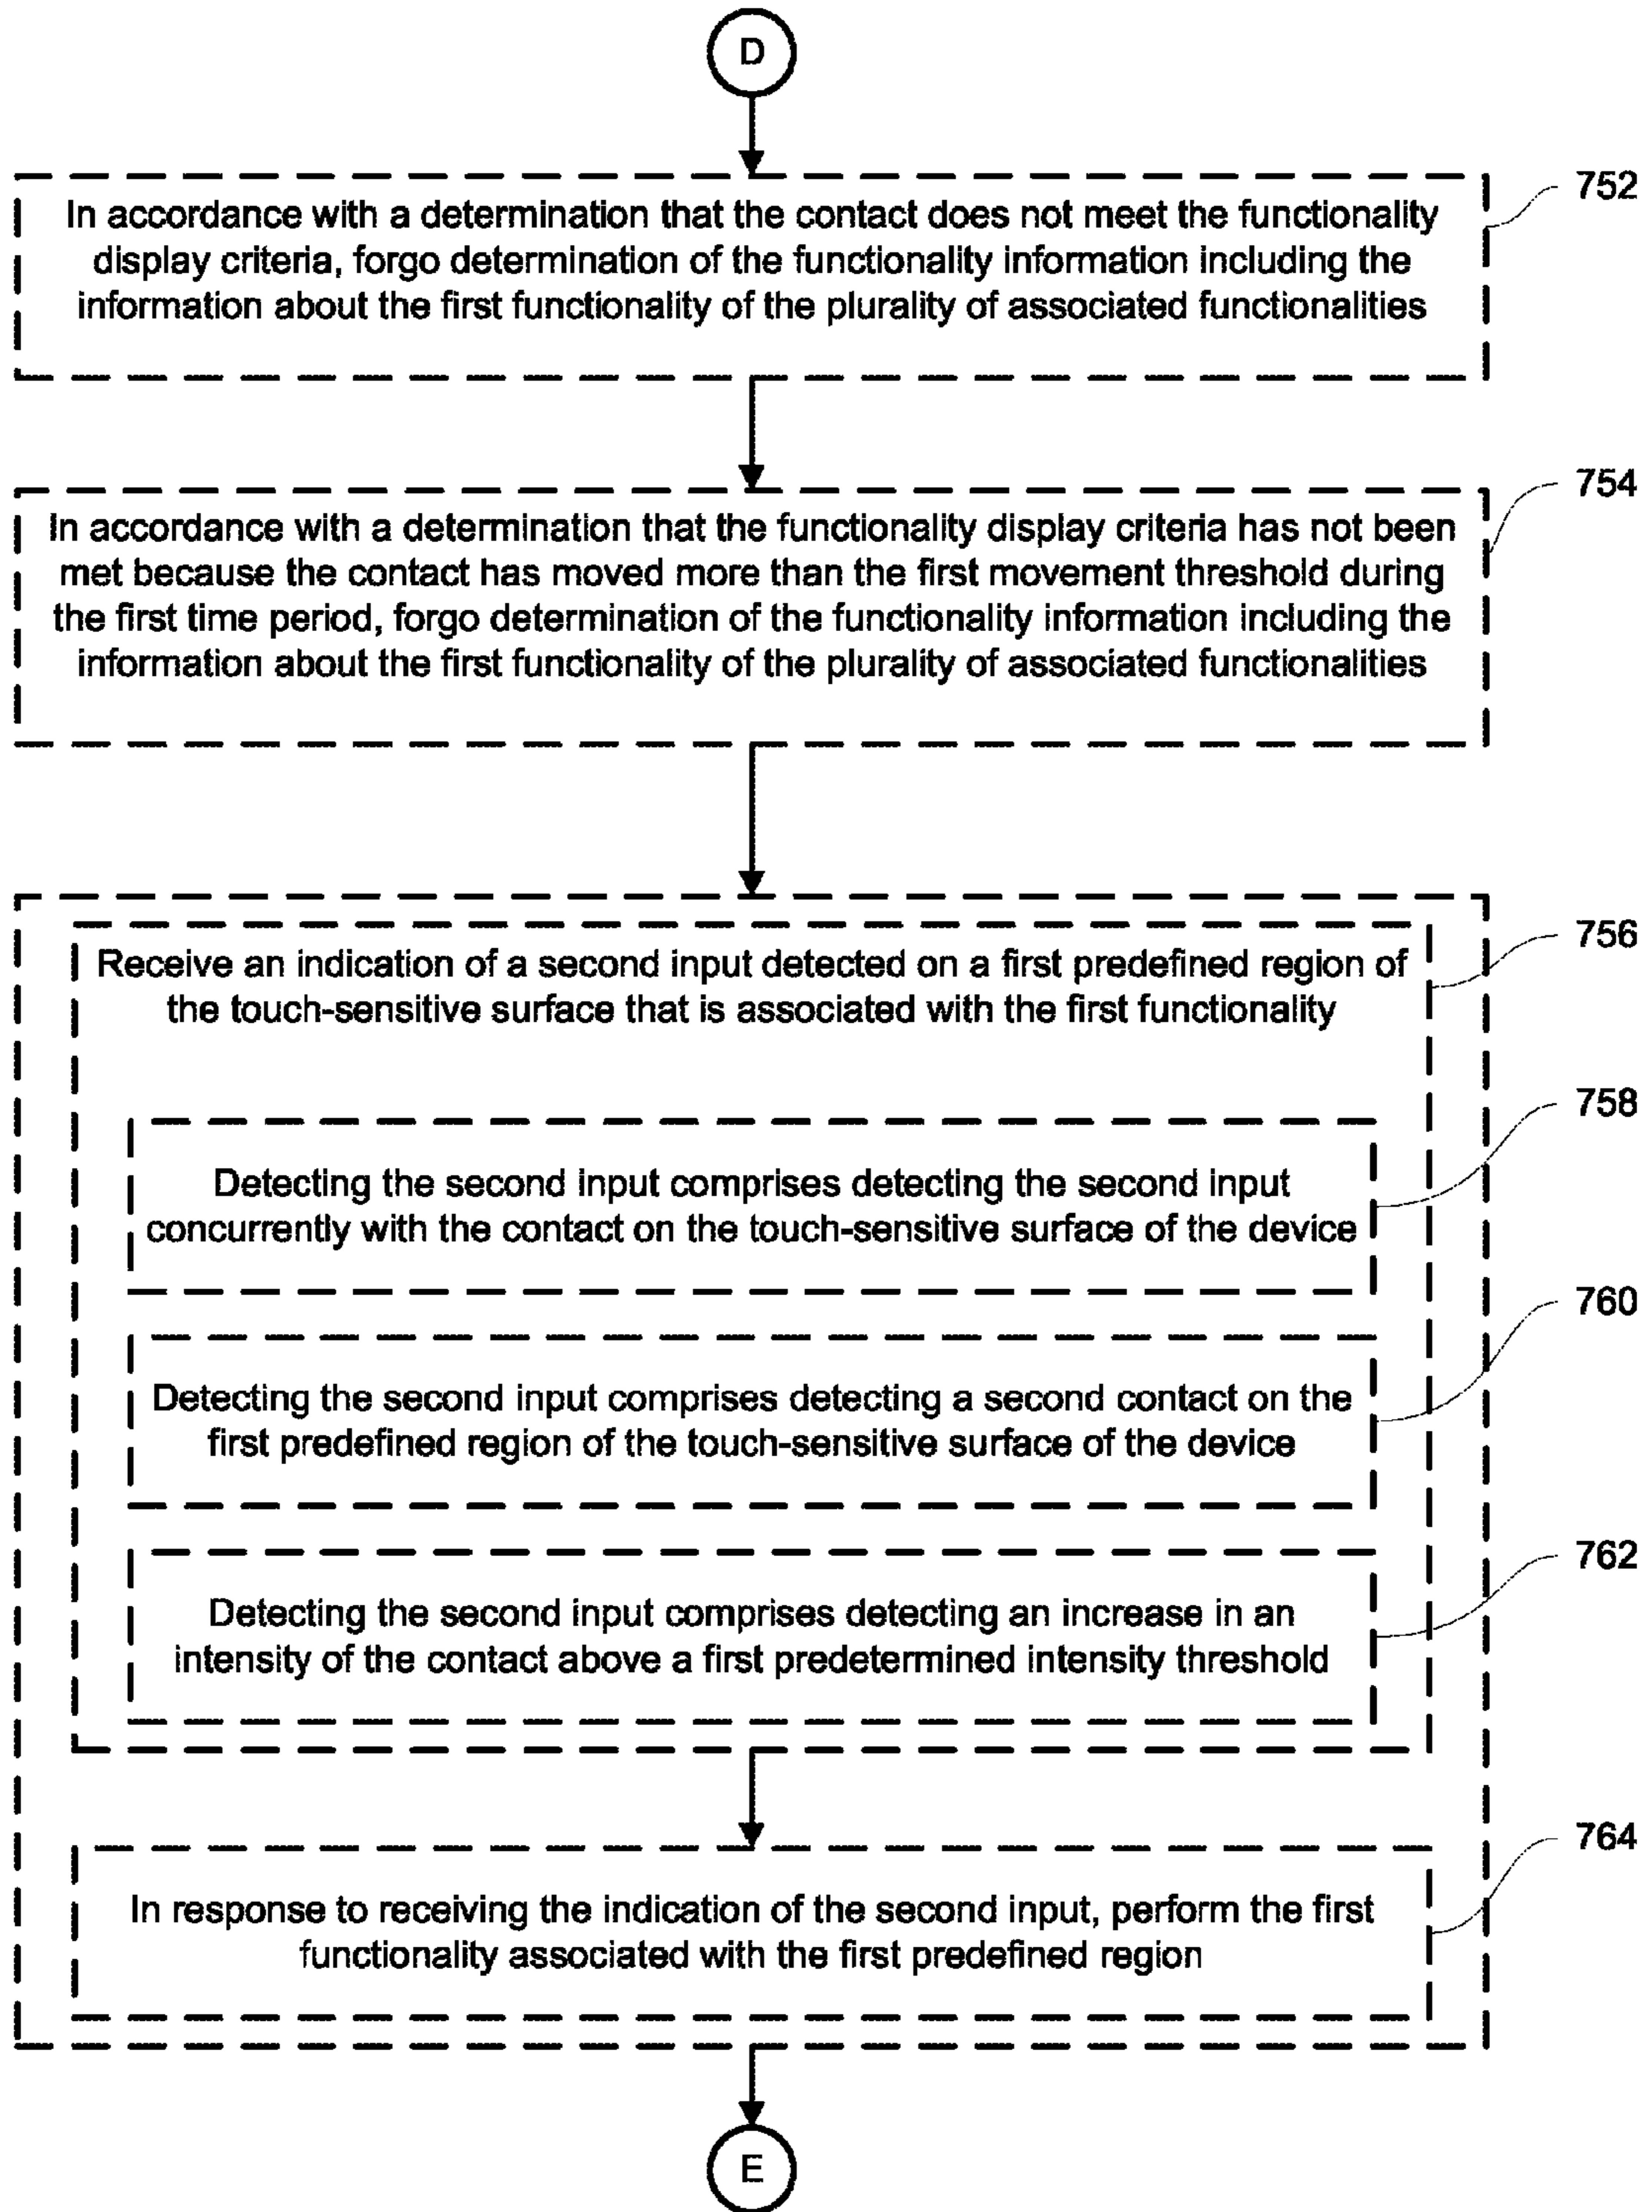 D
752
In accordance with a determination that the contact does not meet the functionality
display criteria, forgo determination of the functionality information including the
information about the first functionality of the plurality of associated functionalities
754
In accordance with a determination that the functionality display criteria has not been
met because the contact has moved more than the first movement threshold during
the first time period, forgo determination of the functionality information including the
information about the first functionality of the plurality of associated functionalities
756
Receive an indication of a second input detected on a first predefined region of
the touch-sensitive surface that is associated with the first functionality
758
Detecting the second input comprises detecting the second input
concurrently with the contact on the touch-sensitive surface of the device
760
Detecting the second input comprises detecting a second contact on the
first predefined region of the touch-sensitive surface of the device
762
Detecting the second input comprises detecting an increase in an
intensity of the contact above a first predetermined intensity threshold
764
In response to receiving the indication of the second input, perform the first
functionality associated with the first predefined region
E